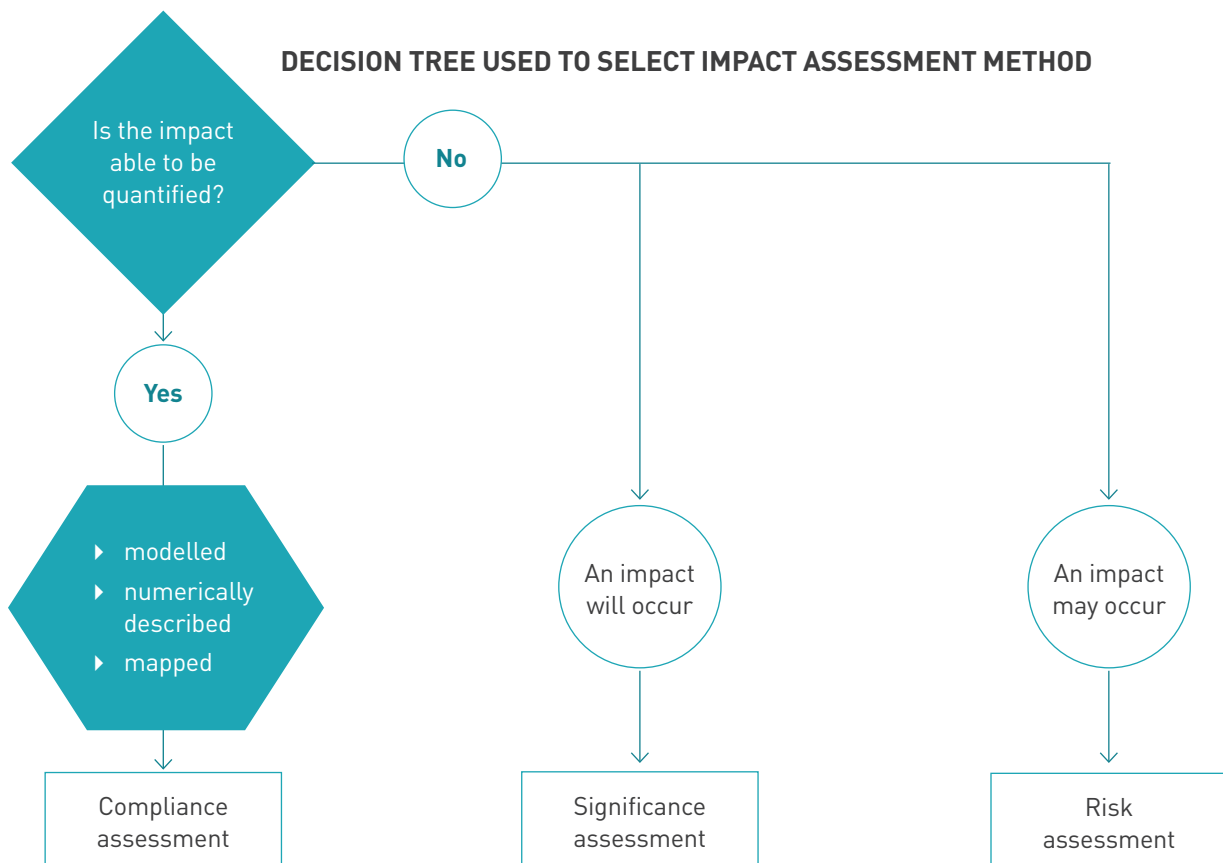 DECISION TREE USED TO SELECT IMPACT ASSESSMENT METHOD
Is the impact
able to be
quantified?
No
Yes
modelled
numerically
described
mapped
An impact
will occur
An impact
may occur
Compliance
assessment
Significance
assessment
Risk
assessment